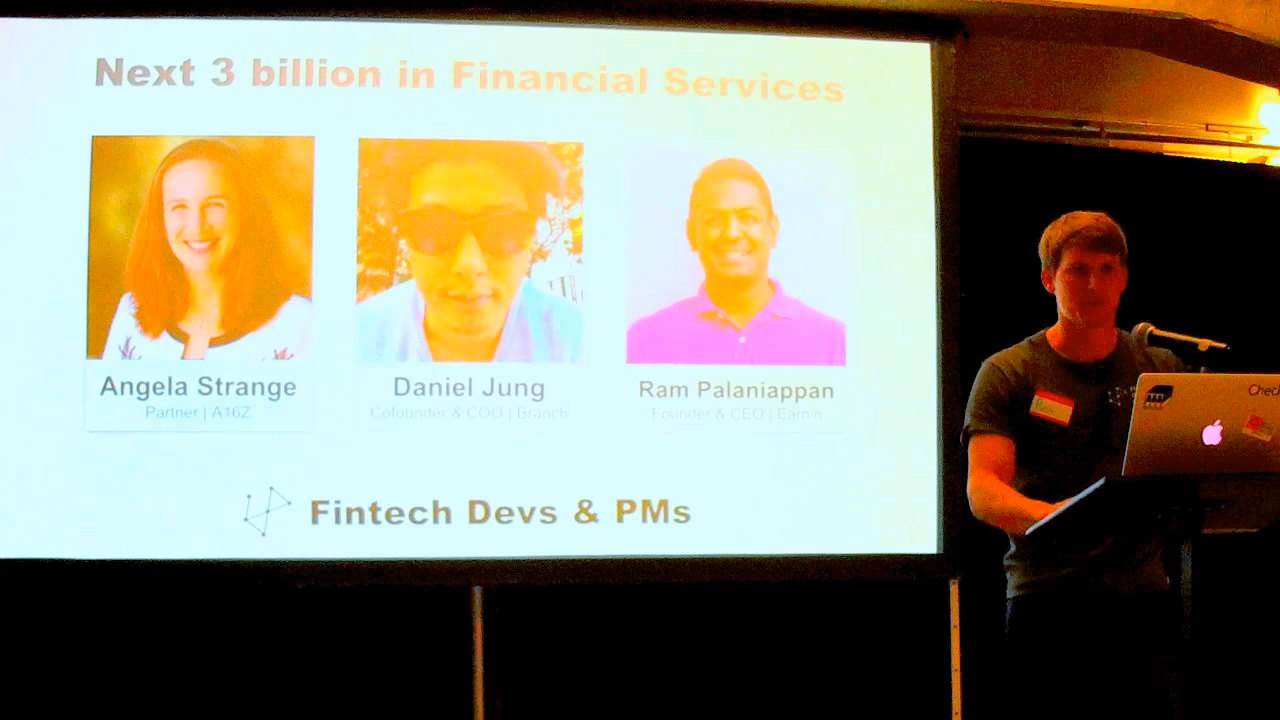 Next 3 billion in Financial Services
Angela Strange
Partner | A16Z
Daniel Jung
Cofounder & COO | Branch
Ram Palaniappan
Founder & CEO | Earnin
Fintech Devs & PMs
Check